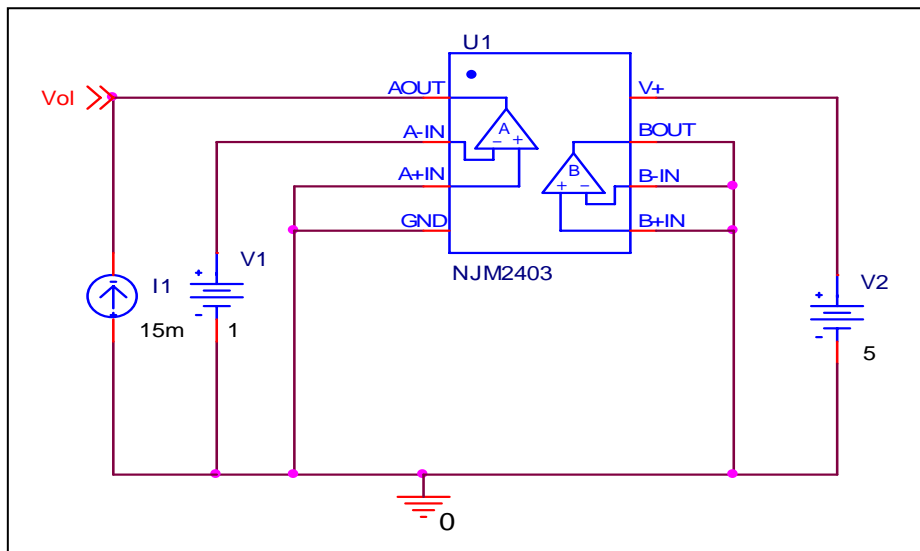 U1
Vol
AOUT
V+
A-IN
A
BOUT
- +
A+IN
B
B-IN
+ -
GND
B+IN
NJM2403
V1
V2
I1
+
-
+
-
+
-
15m
1
5
0